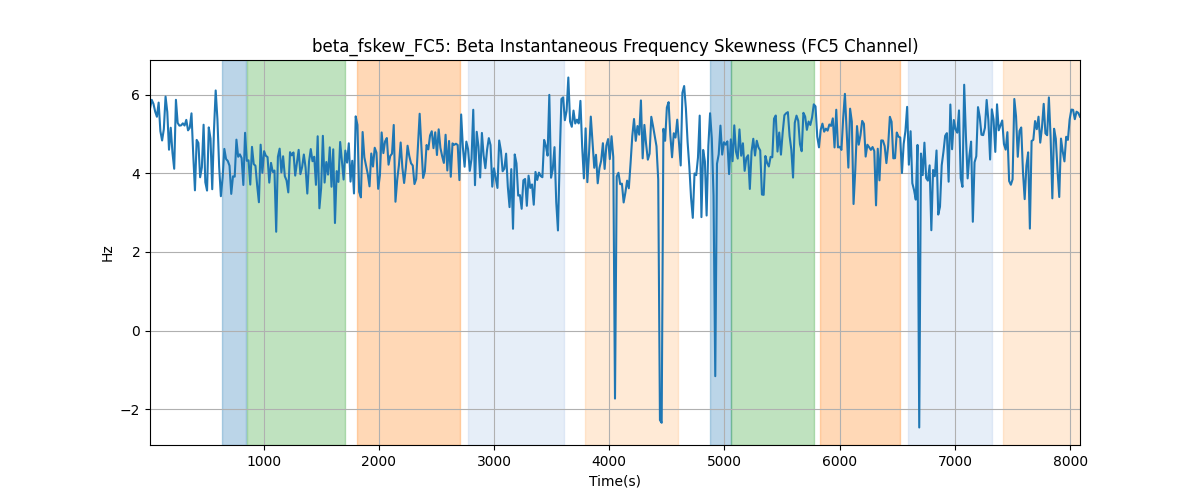 beta_fskew_FC5: Beta Instantaneous Frequency Skewness (FC5 Channel)
6
4
2
0
−2
Hz
1000 2000 3000 4000 5000 6000 7000 8000
Time(s)